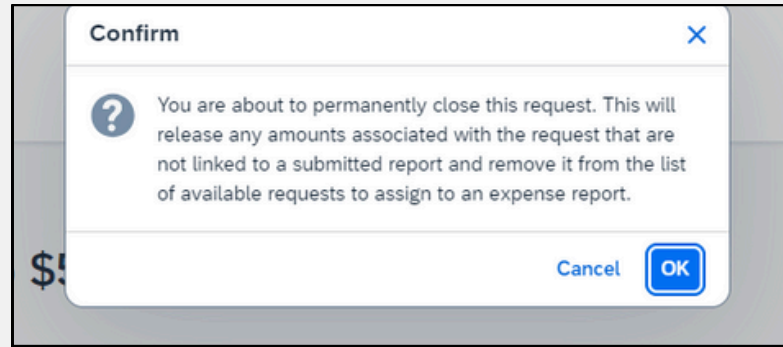 Confirm
You are about to permanently close this request. This will
release any amounts associated with the request that are
not linked to a submitted report and remove it from the list
of available requests to assign to an expense report.
Cancel OK